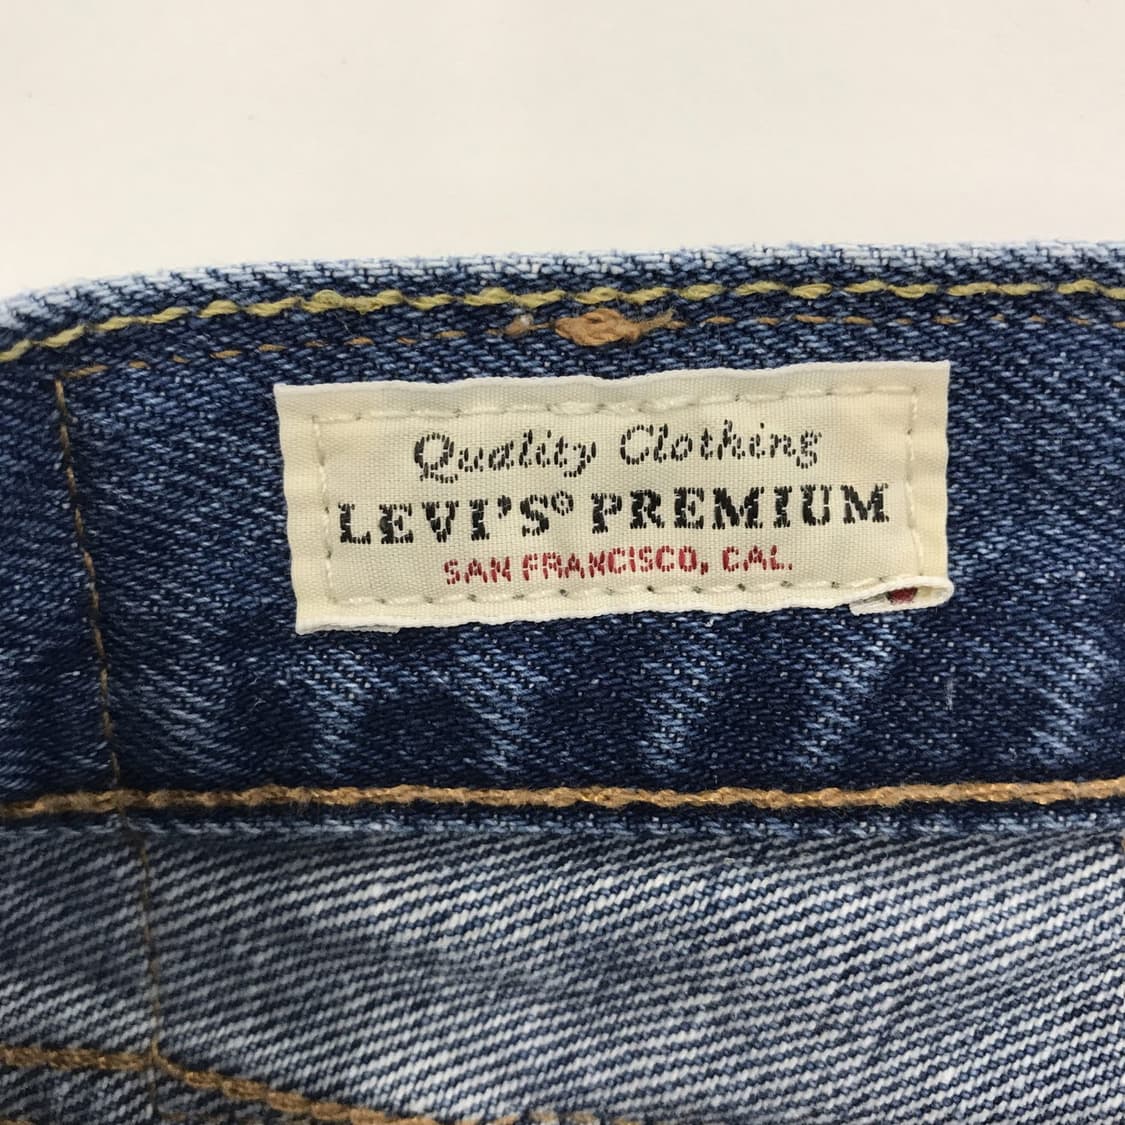 Quality Clothing
LEVI'S® PREMIUM
SAN FRANCISCO, CAL.